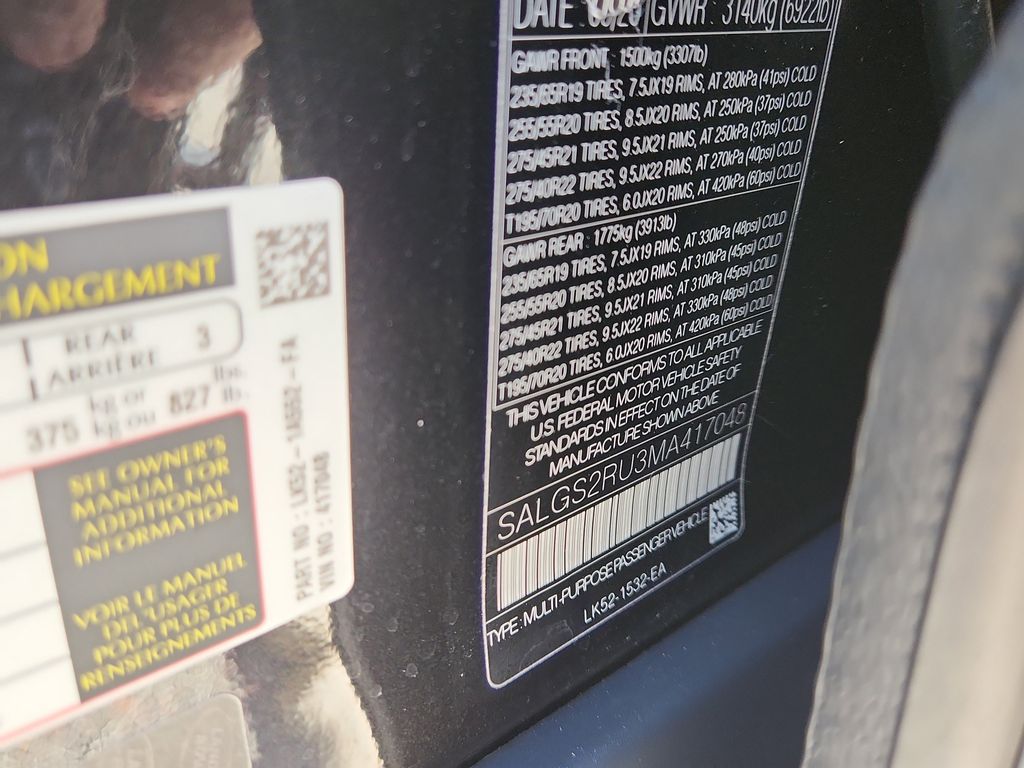 ON
HARGEMENT
REAR
ARRIÈRE 3
375 kg or kg ou 827 lbs. lb.
SEE OWNER'S
MANUAL FOR
ADDITIONAL
INFORMATION
VOIR LE MANUEL
DE L'USAGER
POUR PLUS DE
RENSEIGNEMENTS
PART NO : LK52-1A552-FA
VIN NO : 417048
DATE : /20 GVWR : 3140kg (6922lb)
GAWR FRONT : 1500kg (3307lb)
235/65R19 TIRES, 7.5JX19 RIMS, AT 280kPa (41psi) COLD
255/55R20 TIRES, 8.5JX20 RIMS, AT 250kPa (37psi) COLD
275/45R21 TIRES, 9.5JX21 RIMS, AT 250kPa (37psi) COLD
275/40R22 TIRES, 9.5JX22 RIMS, AT 270kPa (40psi) COLD
T195/70R20 TIRES, 6.0JX20 RIMS, AT 420kPa (60psi) COLD
GAWR REAR : 1775kg (3913lb)
235/65R19 TIRES, 7.5JX19 RIMS, AT 330kPa (48psi) COLD
255/55R20 TIRES, 8.5JX20 RIMS, AT 310kPa (45psi) COLD
275/45R21 TIRES, 9.5JX21 RIMS, AT 310kPa (45psi) COLD
275/40R22 TIRES, 9.5JX22 RIMS, AT 330kPa (48psi) COLD
T195/70R20 TIRES, 6.0JX20 RIMS, AT 420kPa (60psi) COLD
THIS VEHICLE CONFORMS TO ALL APPLICABLE
U.S. FEDERAL MOTOR VEHICLE SAFETY
STANDARDS IN EFFECT ON THE DATE OF
MANUFACTURE SHOWN ABOVE
SALGS2RU3MA417048
TYPE : MULTI-PURPOSE PASSENGER VEHICLE
LK52-1532-EA